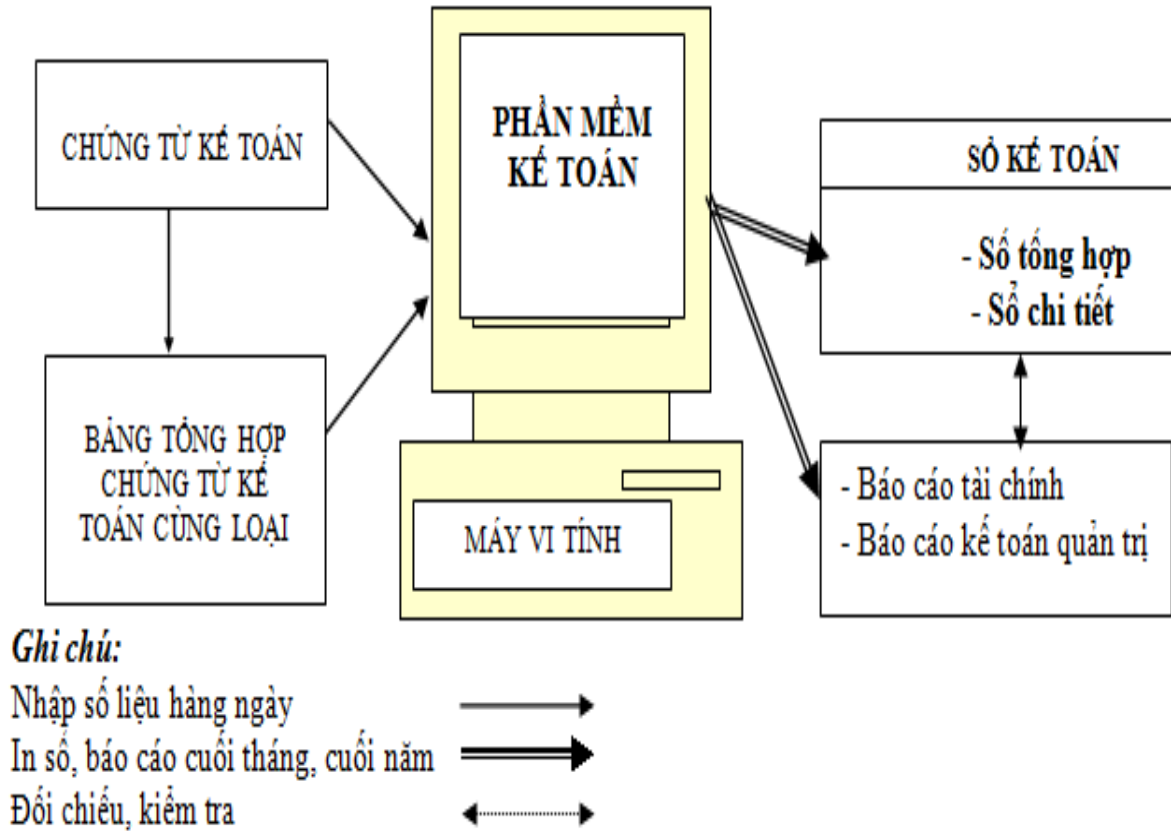 CHỨNG TỪ KẾ TOÁN
BẢNG TỔNG HỢP
CHỨNG TỪ KẾ
TOÁN CÙNG LOẠI
PHẦN MỀM
KẾ TOÁN
MÁY VI TÍNH
SỔ KẾ TOÁN
- Số tổng hợp
- Sổ chi tiết
- Báo cáo tài chính
- Báo cáo kế toán quản trị
Ghi chú:
Nhập số liệu hàng ngày
In số, báo cáo cuối tháng, cuối năm
Đối chiếu, kiểm tra